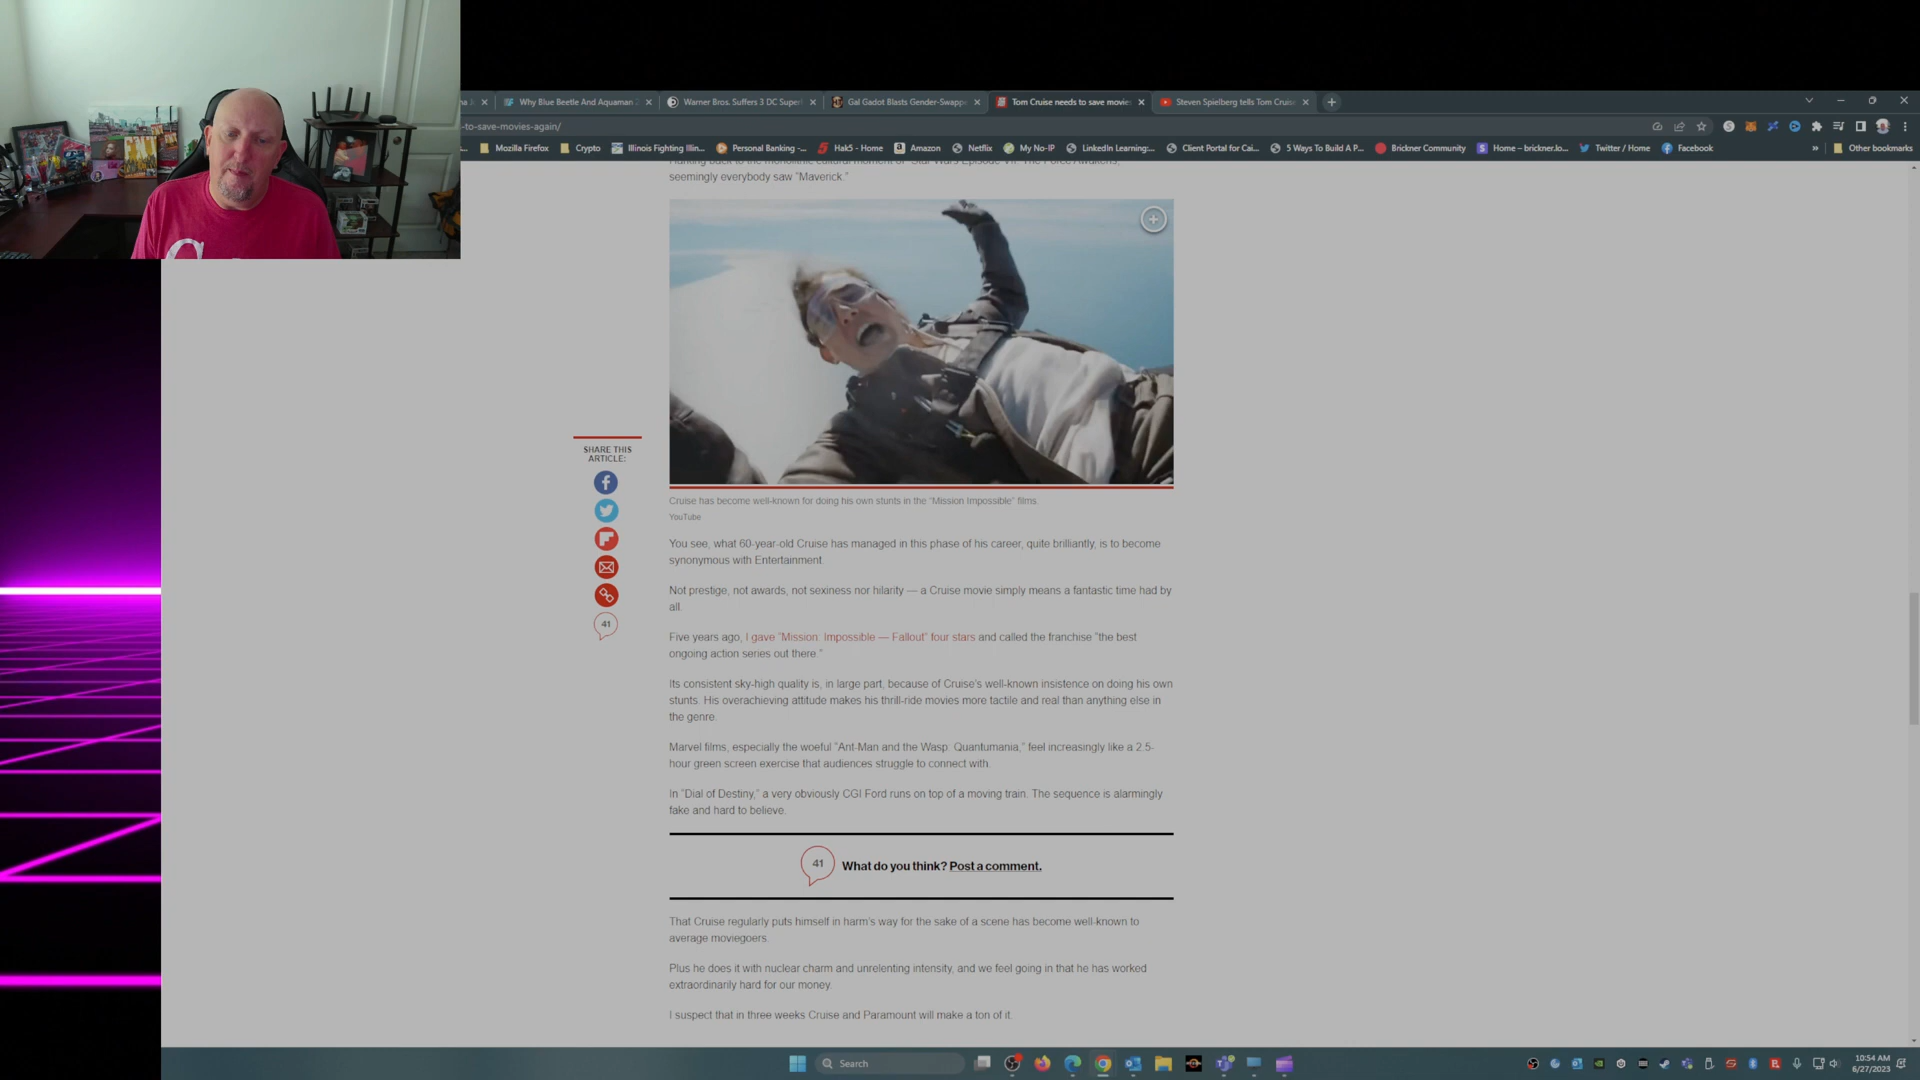 Why Blue Beetle And Aquaman 2
Warner Bros. Suffers 3 DC Superl
Gal Gadot Blasts Gender-Swappe
Tom Cruise needs to save movies
Steven Spielberg tells Tom Cruise
-to-save-movies-again/
Mozilla Firefox
Crypto
Illinois Fighting Illin...
Personal Banking -...
Hak5 - Home
Amazon
Netflix
My No-IP
LinkedIn Learning:...
Client Portal for Cai...
5 Ways To Build A P...
Brickner Community
Home – brickner.lo...
Twitter / Home
Facebook
»
Other bookmarks
seemingly everybody saw “Maverick.”
SHARE THIS
ARTICLE:
41
Cruise has become well-known for doing his own stunts in the “Mission Impossible” films.
YouTube
You see, what 60-year-old Cruise has managed in this phase of his career, quite brilliantly, is to become
synonymous with Entertainment.
Not prestige, not awards, not sexiness nor hilarity — a Cruise movie simply means a fantastic time had by
all.
Five years ago, I gave “Mission: Impossible — Fallout” four stars and called the franchise “the best
ongoing action series out there.”
Its consistent sky-high quality is, in large part, because of Cruise’s well-known insistence on doing his own
stunts. His overachieving attitude makes his thrill-ride movies more tactile and real than anything else in
the genre.
Marvel films, especially the woeful “Ant-Man and the Wasp: Quantumania,” feel increasingly like a 2.5-
hour green screen exercise that audiences struggle to connect with.
In “Dial of Destiny,” a very obviously CGI Ford runs on top of a moving train. The sequence is alarmingly
fake and hard to believe.
41 What do you think? Post a comment.
That Cruise regularly puts himself in harm’s way for the sake of a scene has become well-known to
average moviegoers.
Plus he does it with nuclear charm and unrelenting intensity, and we feel going in that he has worked
extraordinarily hard for our money.
I suspect that in three weeks Cruise and Paramount will make a ton of it.
Search
10:54 AM
6/27/2023